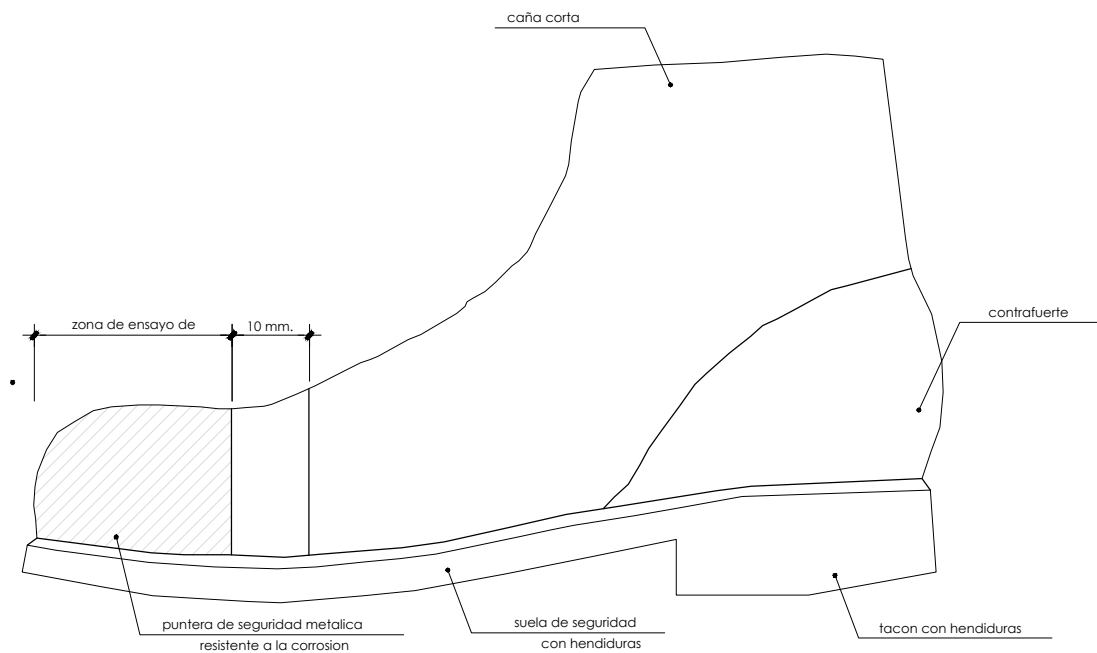 caña corta
zona de ensayo de
10 mm.
contrafuerte
puntera de seguridad metalica
resistente a la corrosion
suela de seguridad
con hendiduras
tacon con hendiduras